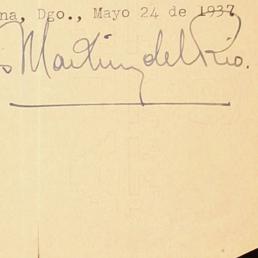 na, Dgo., Mayo 24 de 1937
s Martinez del Rio.